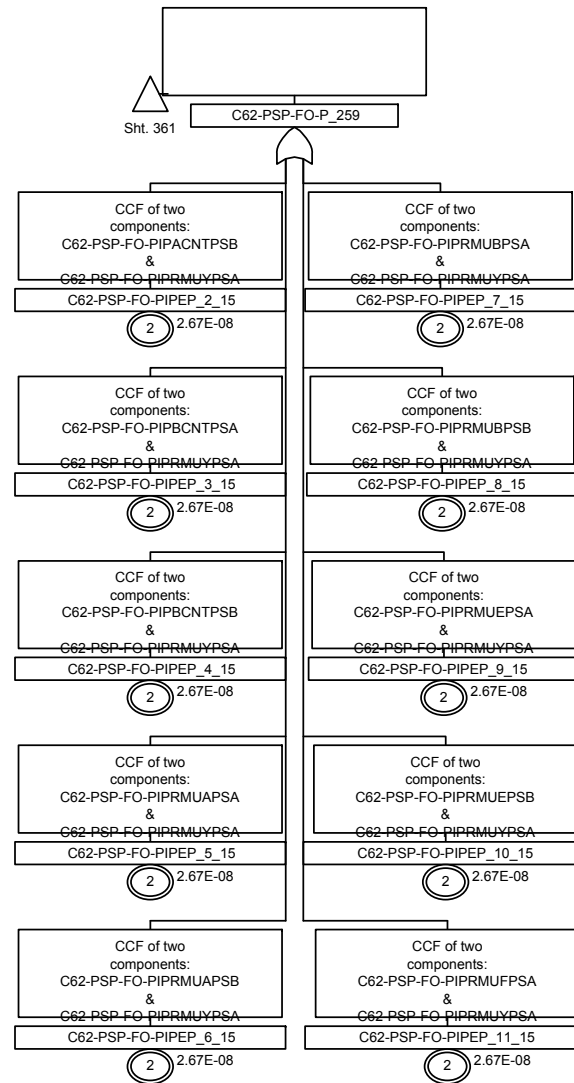 Sht. 361
C62-PSP-FO-P_259
CCF of two
components:
C62-PSP-FO-PIPACNTPSB
&
C62-PSP-FO-PIPRMUYPSA
C62-PSP-FO-PIPEP_2_15
2
2.67E-08
CCF of two
components:
C62-PSP-FO-PIPRMUBPSA
&
C62-PSP-FO-PIPRMUYPSA
C62-PSP-FO-PIPEP_7_15
2
2.67E-08
CCF of two
components:
C62-PSP-FO-PIPBCNTPSA
&
C62-PSP-FO-PIPRMUYPSA
C62-PSP-FO-PIPEP_3_15
2
2.67E-08
CCF of two
components:
C62-PSP-FO-PIPRMUBPSB
&
C62-PSP-FO-PIPRMUYPSA
C62-PSP-FO-PIPEP_8_15
2
2.67E-08
CCF of two
components:
C62-PSP-FO-PIPBCNTPSB
&
C62-PSP-FO-PIPRMUYPSA
C62-PSP-FO-PIPEP_4_15
2
2.67E-08
CCF of two
components:
C62-PSP-FO-PIPRMUEPSA
&
C62-PSP-FO-PIPRMUYPSA
C62-PSP-FO-PIPEP_9_15
2
2.67E-08
CCF of two
components:
C62-PSP-FO-PIPRMUAPSA
&
C62-PSP-FO-PIPRMUYPSA
C62-PSP-FO-PIPEP_5_15
2
2.67E-08
CCF of two
components:
C62-PSP-FO-PIPRMUEPSB
&
C62-PSP-FO-PIPRMUYPSA
C62-PSP-FO-PIPEP_10_15
2
2.67E-08
CCF of two
components:
C62-PSP-FO-PIPRMUAPSB
&
C62-PSP-FO-PIPRMUYPSA
C62-PSP-FO-PIPEP_6_15
2
2.67E-08
CCF of two
components:
C62-PSP-FO-PIPRMUFPSA
&
C62-PSP-FO-PIPRMUYPSA
C62-PSP-FO-PIPEP_11_15
2
2.67E-08